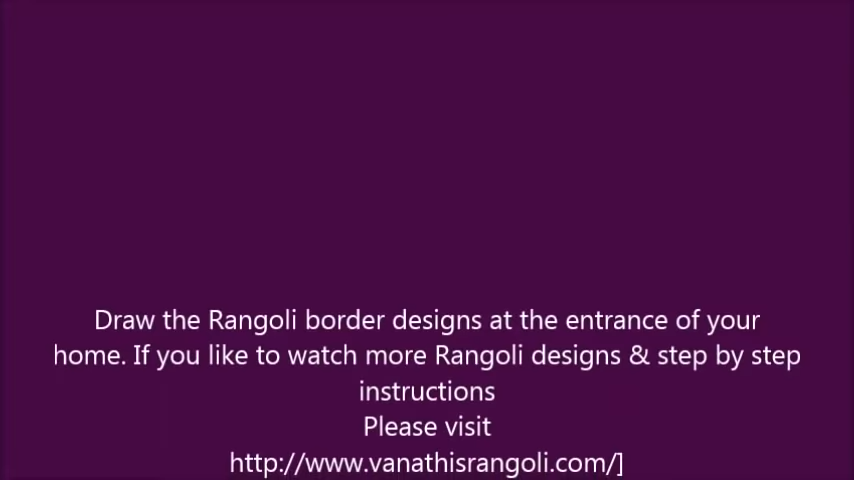 Draw the Rangoli border designs at the entrance of your
home. If you like to watch more Rangoli designs & step by step
instructions
Please visit
http://www.vanathisrangoli.com/]